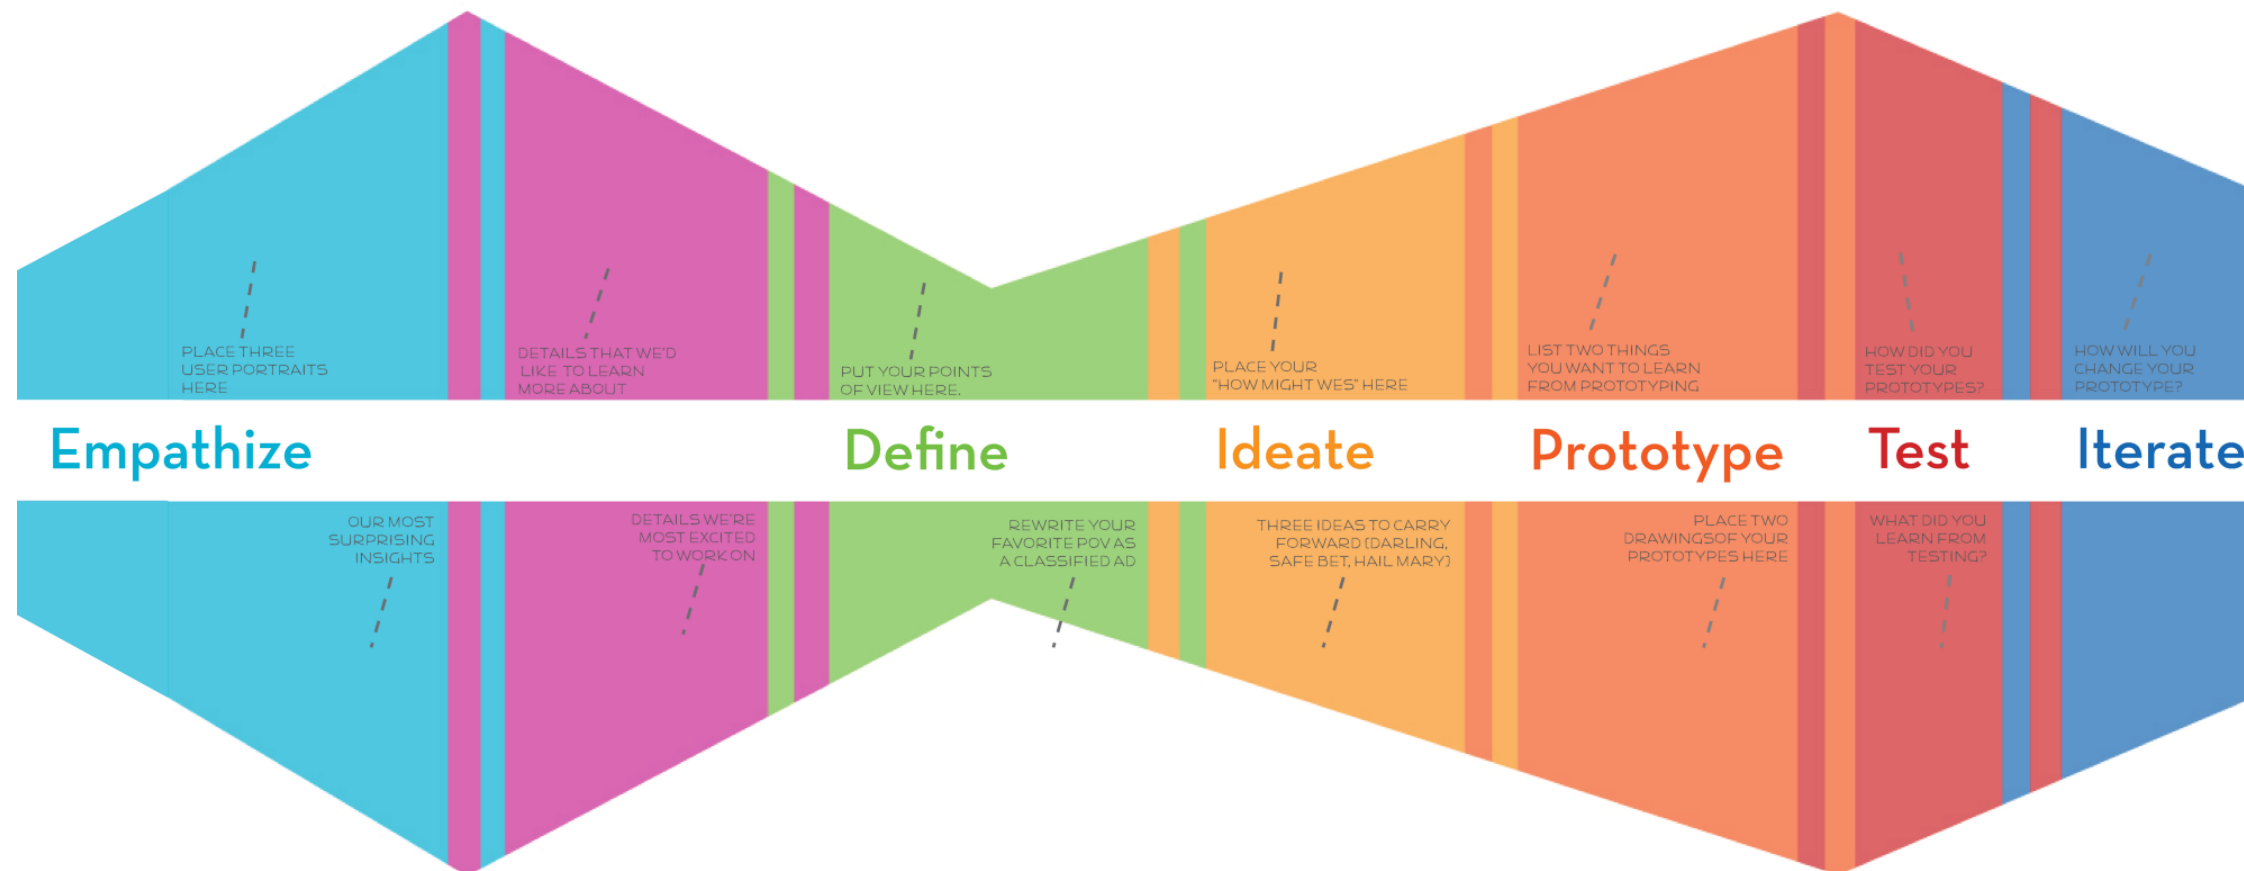 PLACE THREE
USER PORTRAITS
HERE
DETAILS THAT WE'D
LIKE TO LEARN
MORE ABOUT
PUT YOUR POINTS
OF VIEW HERE.
PLACE YOUR
"HOW MIGHT WES" HERE
LIST TWO THINGS
YOU WANT TO LEARN
FROM PROTOTYPING
HOW DID YOU
TEST YOUR
PROTOTYPES?
HOW WILL YOU
CHANGE YOUR
PROTOTYPE?
Empathize
Define
Ideate
Prototype
Test
Iterate
OUR MOST
SURPRISING
INSIGHTS
DETAILS WE'RE
MOST EXCITED
TO WORK ON
REWRITE YOUR
FAVORITE POV AS
A CLASSIFIED AD
THREE IDEAS TO CARRY
FORWARD (DARLING,
SAFE BET, HAIL MARY)
PLACE TWO
DRAWINGSOF YOUR
PROTOTYPES HERE
WHAT DID YOU
LEARN FROM
TESTING?